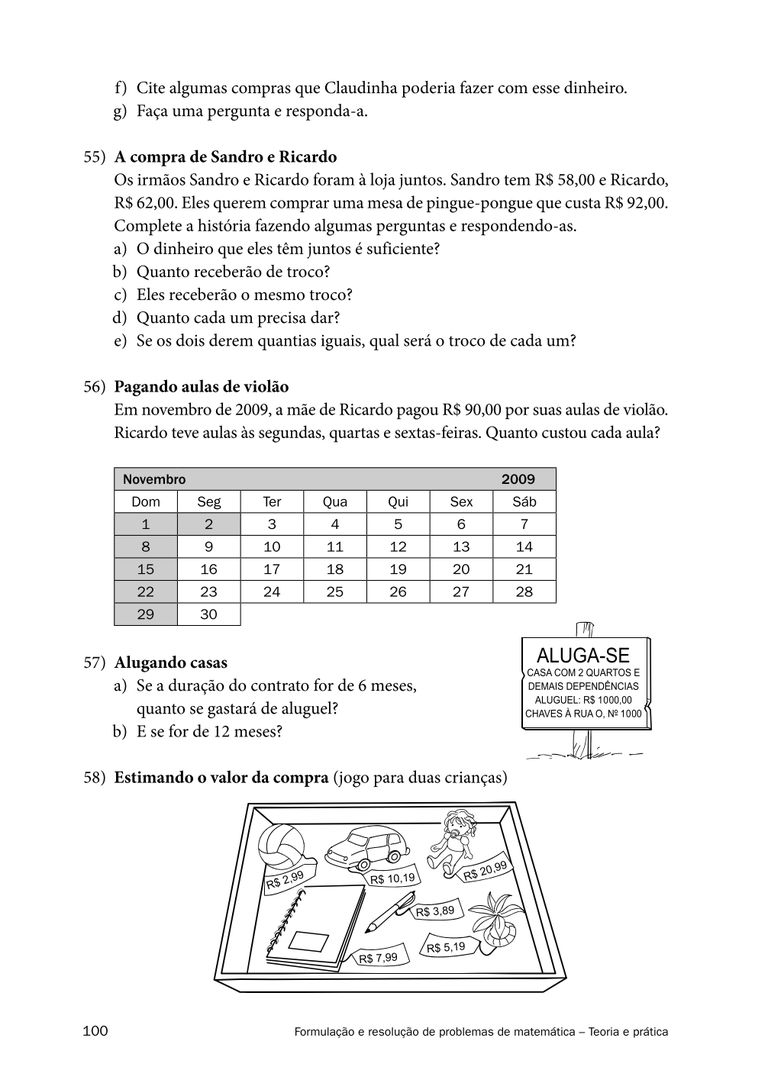 f) Cite algumas compras que Claudinha poderia fazer com esse dinheiro.
g) Faça uma pergunta e responda-a.
55) A compra de Sandro e Ricardo
Os irmãos Sandro e Ricardo foram à loja juntos. Sandro tem R$ 58,00 e Ricardo,
R$ 62,00. Eles querem comprar uma mesa de pingue-pongue que custa R$ 92,00.
Complete a história fazendo algumas perguntas e respondendo-as.
a) O dinheiro que eles têm juntos é suficiente?
b) Quanto receberão de troco?
c) Eles receberão o mesmo troco?
d) Quanto cada um precisa dar?
e) Se os dois derem quantias iguais, qual será o troco de cada um?
56) Pagando aulas de violão
Em novembro de 2009, a mãe de Ricardo pagou R$ 90,00 por suas aulas de violão.
Ricardo teve aulas às segundas, quartas e sextas-feiras. Quanto custou cada aula?
Novembro 2009
Dom Seg Ter Qua Qui Sex Sáb
1 2 3 4 5 6 7
8 9 10 11 12 13 14
15 16 17 18 19 20 21
22 23 24 25 26 27 28
29 30
57) Alugando casas
a) Se a duração do contrato for de 6 meses,
quanto se gastará de aluguel?
b) E se for de 12 meses?
ALUGA-SE
CASA COM 2 QUARTOS E
DEMAIS DEPENDÊNCIAS
ALUGUEL: R$ 1000,00
CHAVES À RUA O, Nº 1000
58) Estimando o valor da compra (jogo para duas crianças)
R$ 2,99
R$ 10,19
R$ 20,99
R$ 3,89
R$ 5,19
R$ 7,99
100 Formulação e resolução de problemas de matemática – Teoria e prática